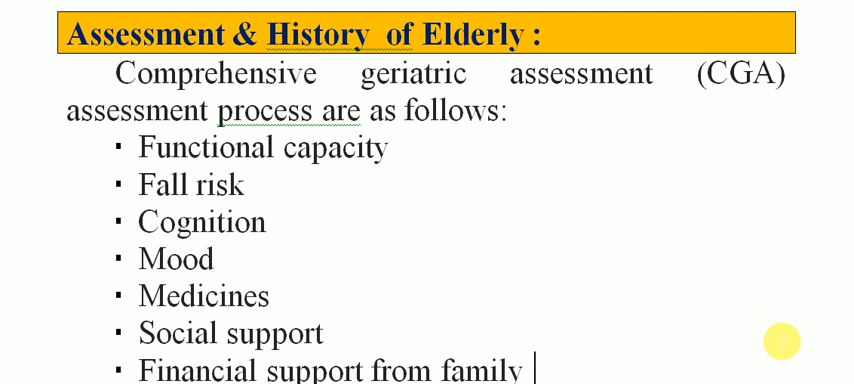 Assessment & History of Elderly :
Comprehensive geriatric assessment (CGA)
assessment process are as follows:
▪ Functional capacity
▪ Fall risk
▪ Cognition
▪ Mood
▪ Medicines
▪ Social support
▪ Financial support from family